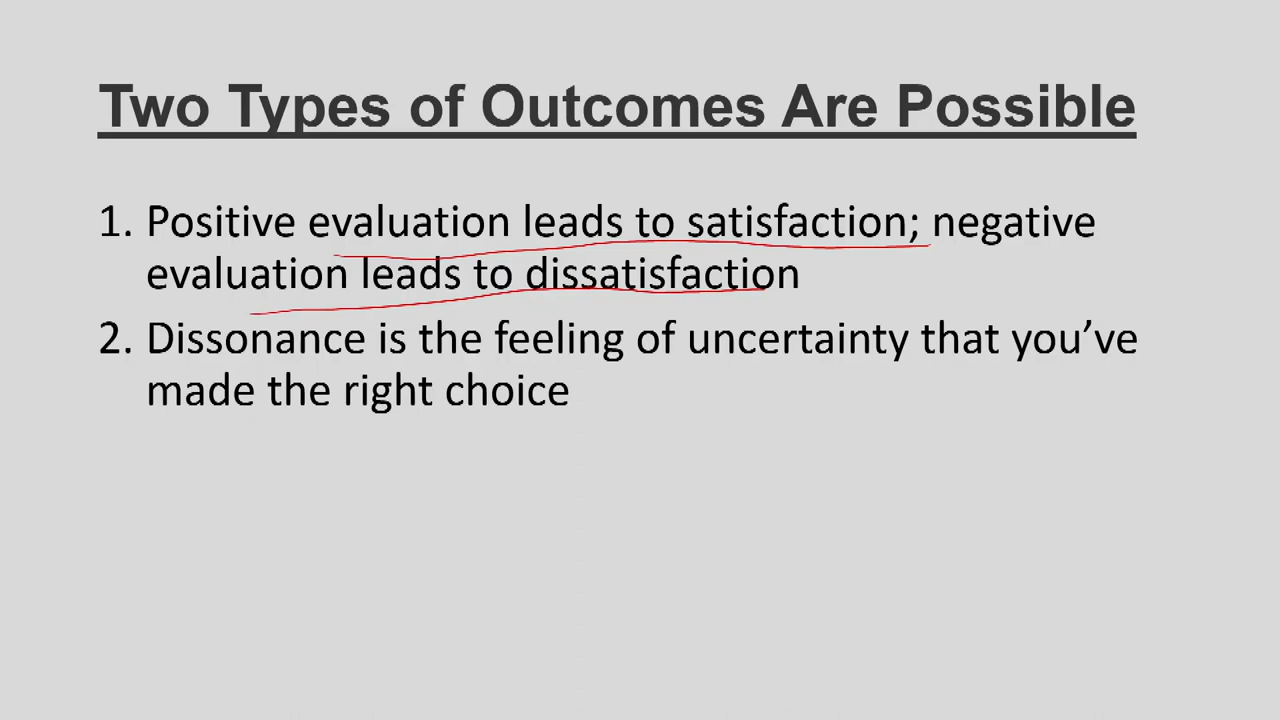 Two Types of Outcomes Are Possible
1. Positive evaluation leads to satisfaction; negative
evaluation leads to dissatisfaction
2. Dissonance is the feeling of uncertainty that you’ve
made the right choice